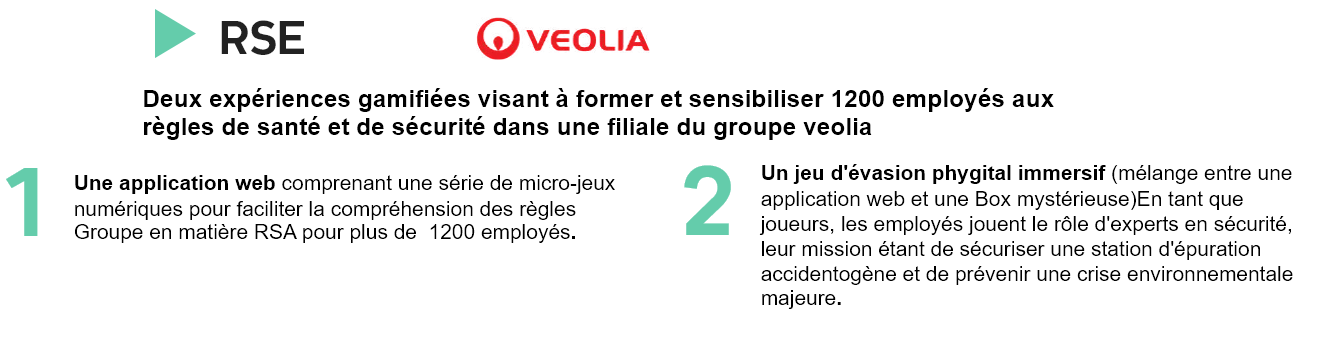 RSE
VEOLIA
Deux expériences gamifiées visant à former et sensibiliser 1200 employés aux
règles de santé et de sécurité dans une filiale du groupe veolia
1
Une application web comprenant une série de micro-jeux
numériques pour faciliter la compréhension des règles
Groupe en matière RSA pour plus de 1200 employés.
2
Un jeu d'évasion phygital immersif (mélange entre une
application web et une Box mystérieuse)En tant que
joueurs, les employés jouent le rôle d'experts en sécurité,
leur mission étant de sécuriser une station d'épuration
accidentogène et de prévenir une crise environnementale
majeure.